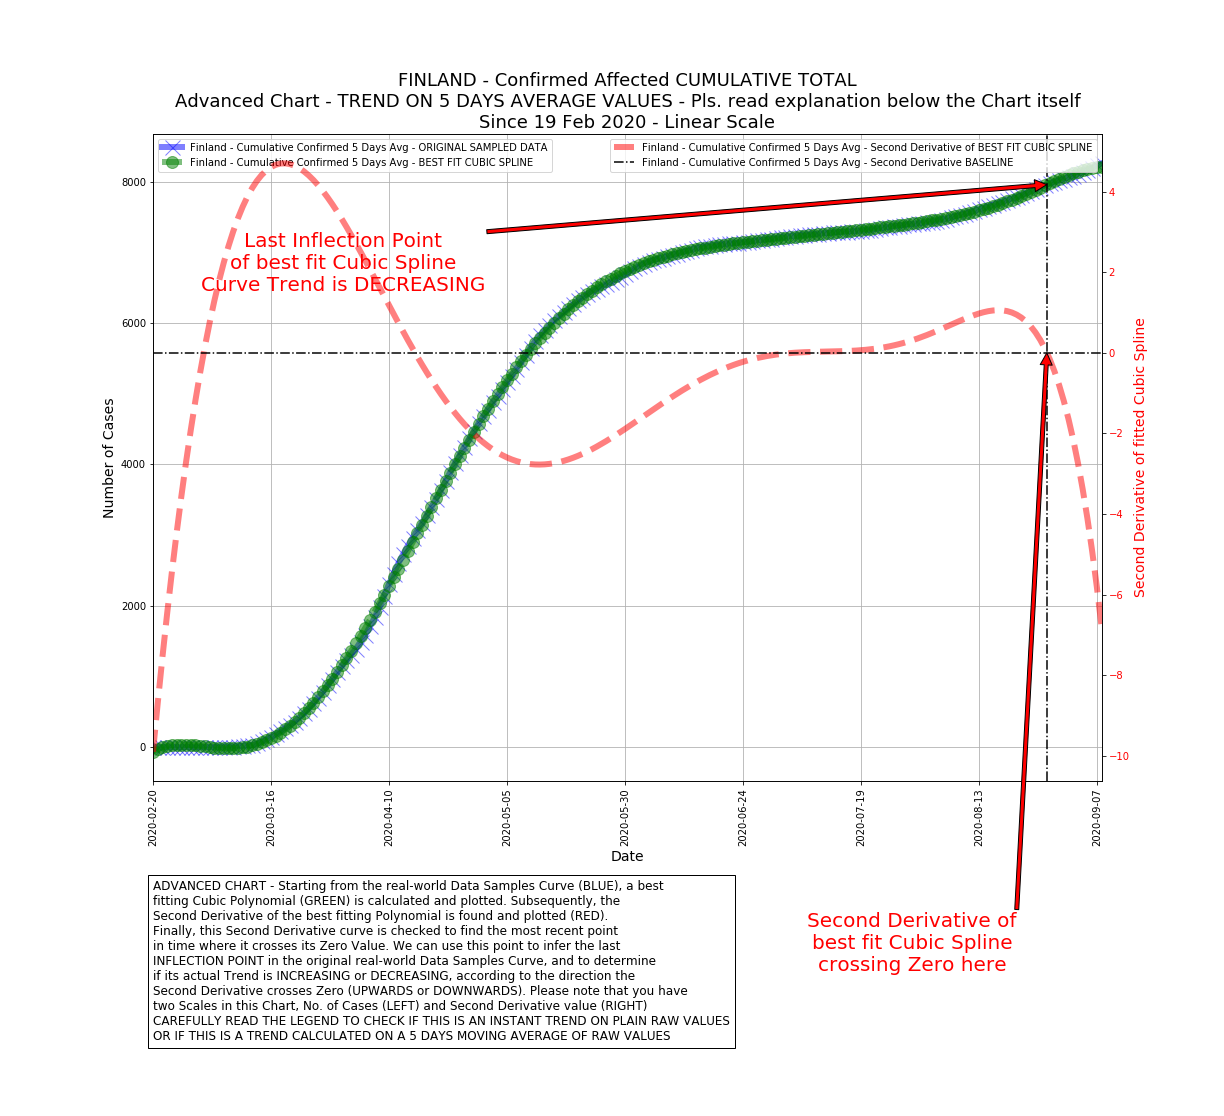 FINLAND - Confirmed Affected CUMULATIVE TOTAL
Advanced Chart - TREND ON 5 DAYS AVERAGE VALUES - Pls. read explanation below the Chart itself
Since 19 Feb 2020 - Linear Scale
Finland - Cumulative Confirmed 5 Days Avg - ORIGINAL SAMPLED DATA
Finland - Cumulative Confirmed 5 Days Avg - BEST FIT CUBIC SPLINE
Finland - Cumulative Confirmed 5 Days Avg - Second Derivative of BEST FIT CUBIC SPLINE
Finland - Cumulative Confirmed 5 Days Avg - Second Derivative BASELINE
Last Inflection Point
of best fit Cubic Spline
Curve Trend is DECREASING
Number of Cases
8000
6000
4000
2000
0
4
2
0
−2
−4
−6
−8
−10
Second Derivative of fitted Cubic Spline
2020-02-20
2020-03-16
2020-04-10
2020-05-05
2020-05-30
2020-06-24
2020-07-19
2020-08-13
2020-09-07
Date
ADVANCED CHART - Starting from the real-world Data Samples Curve (BLUE), a best
fitting Cubic Polynomial (GREEN) is calculated and plotted. Subsequently, the
Second Derivative of the best fitting Polynomial is found and plotted (RED).
Finally, this Second Derivative curve is checked to find the most recent point
in time where it crosses its Zero Value. We can use this point to infer the last
INFLECTION POINT in the original real-world Data Samples Curve, and to determine
if its actual Trend is INCREASING or DECREASING, according to the direction the
Second Derivative crosses Zero (UPWARDS or DOWNWARDS). Please note that you have
two Scales in this Chart, No. of Cases (LEFT) and Second Derivative value (RIGHT)
CAREFULLY READ THE LEGEND TO CHECK IF THIS IS AN INSTANT TREND ON PLAIN RAW VALUES
OR IF THIS IS A TREND CALCULATED ON A 5 DAYS MOVING AVERAGE OF RAW VALUES
Second Derivative of
best fit Cubic Spline
crossing Zero here